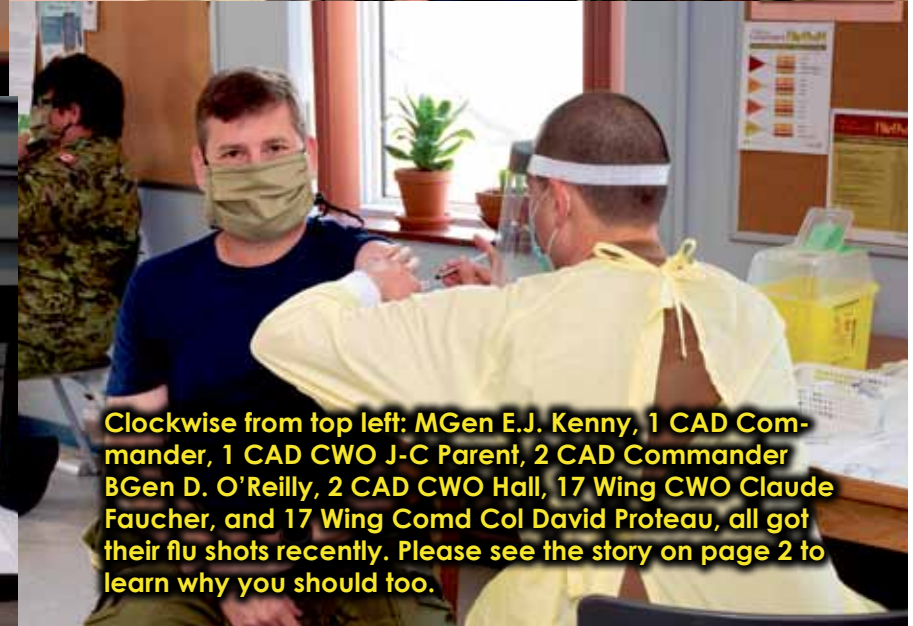 Clockwise from top left: MGen E.J. Kenny, 1 CAD Com-
mander, 1 CAD CWO J-C Parent, 2 CAD Commander
BGen D. O'Reilly, 2 CAD CWO Hall, 17 Wing CWO Claude
Faucher, and 17 Wing Comd Col David Proteau, all got
their flu shots recently. Please see the story on page 2 to
learn why you should too.